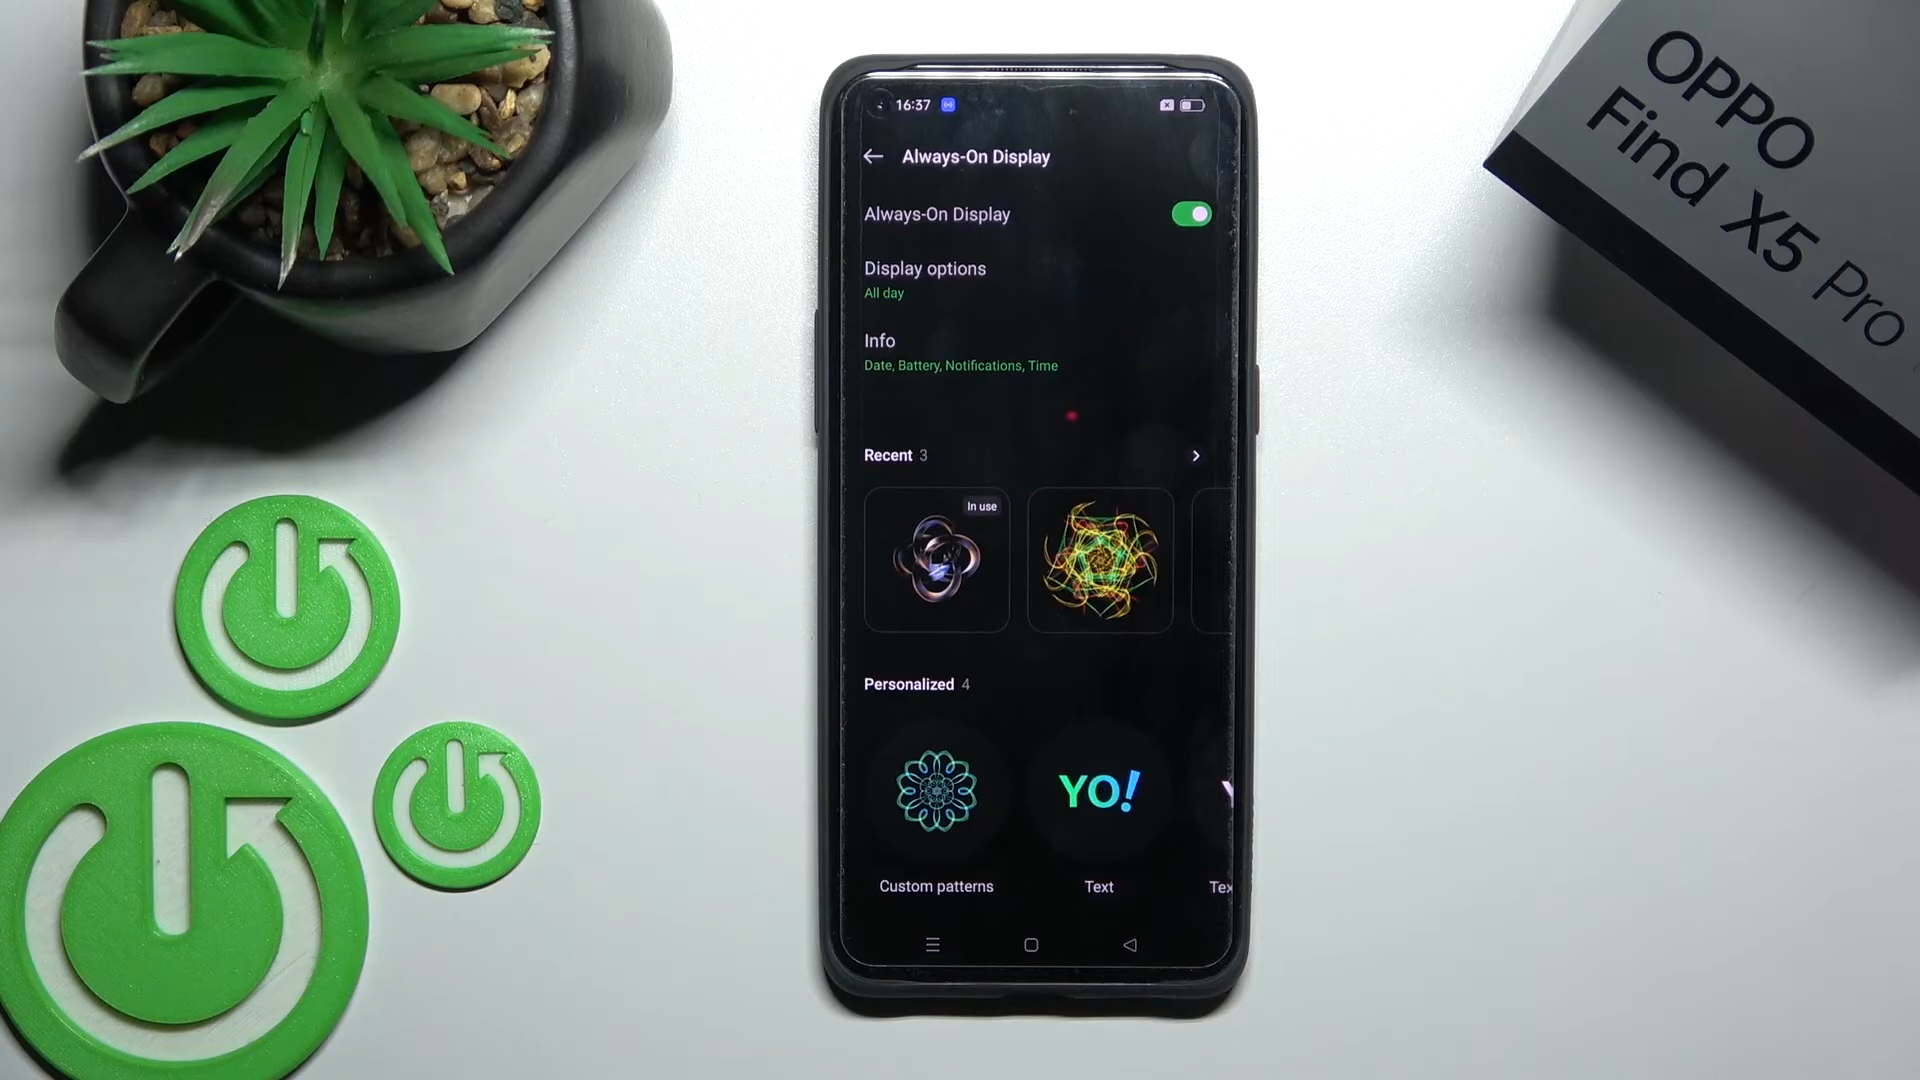 16:37
Always-On Display
Always-On Display
Display options
All day
Info
Date, Battery, Notifications, Time
Recent 3
In use
Personalized 4
YO!
Custom patterns
Text
Tex
OPPO
Find X5 Pro